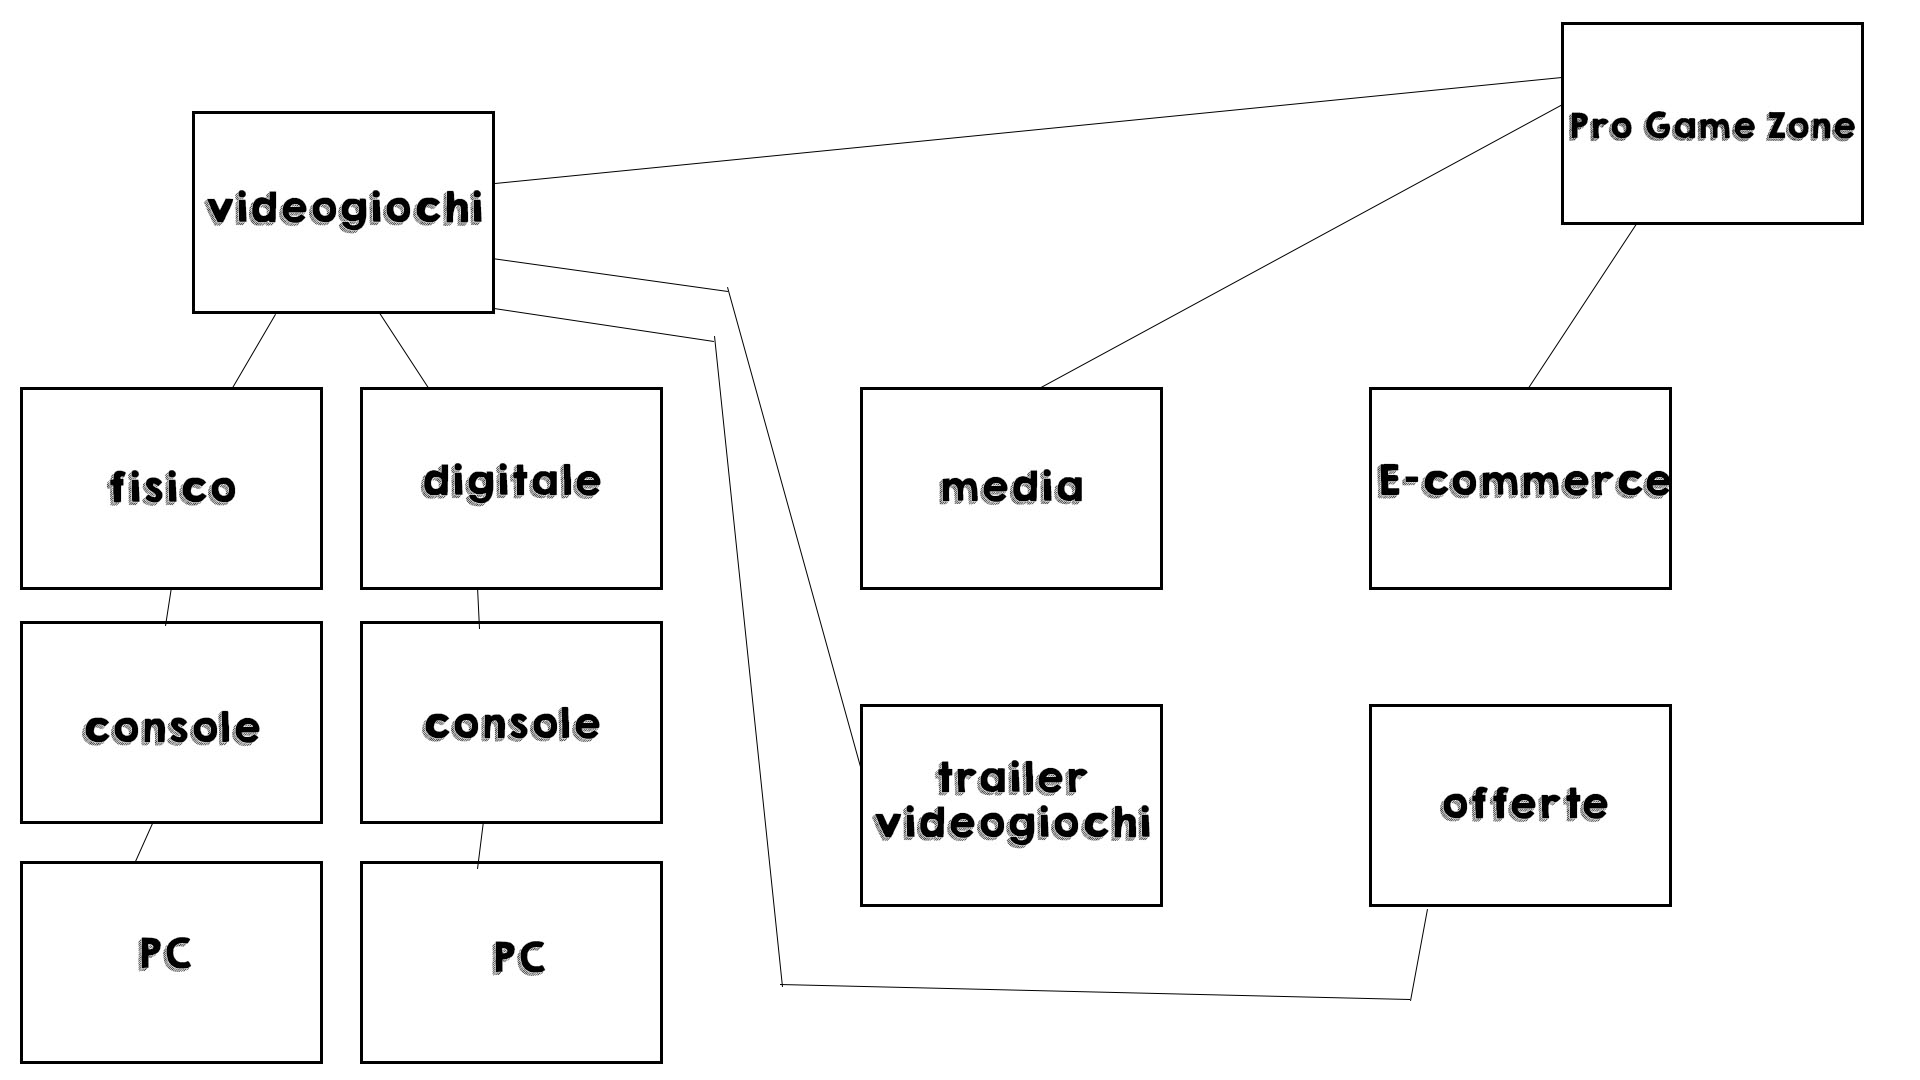 Pro Game Zone
videogiochi
fisico
digitale
media
E-commerce
console
console
trailer
videogiochi
offerte
PC
PC